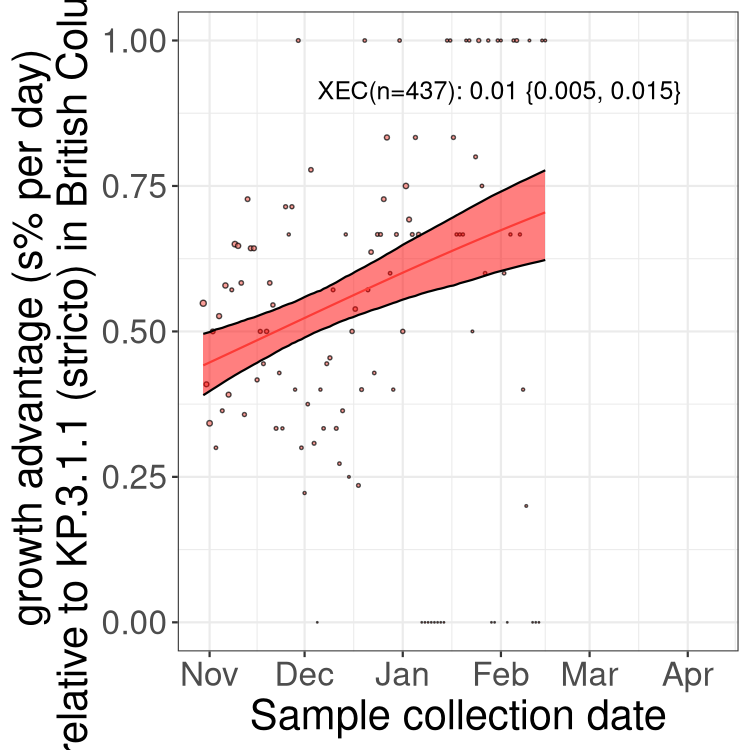 growth advantage (s% per day)
relative to KP.3.1.1 (stricto) in British Colu
1.00
0.75
0.50
0.25
0.00
XEC(n=437): 0.01 {0.005, 0.015}
Nov Dec Jan Feb Mar Apr
Sample collection date